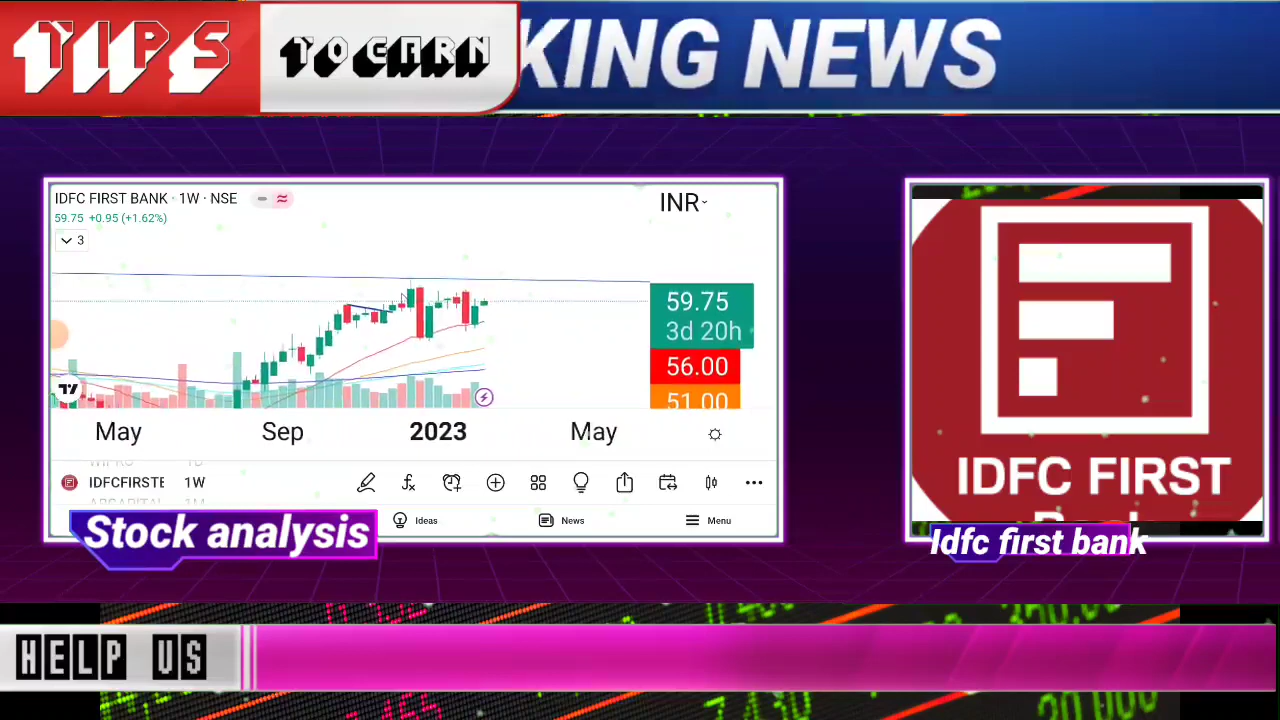 TIPS
TO EARN
KING NEWS
IDFC FIRST BANK · 1W · NSE
INR
59.75 +0.95 (+1.62%)
3
59.75
3d 20h
56.00
51.00
May Sep 2023 May
IDFCFIRSTE 1W
Ideas News Menu
Stock analysis
IDFC FIRST
Idfc first bank
HELP US